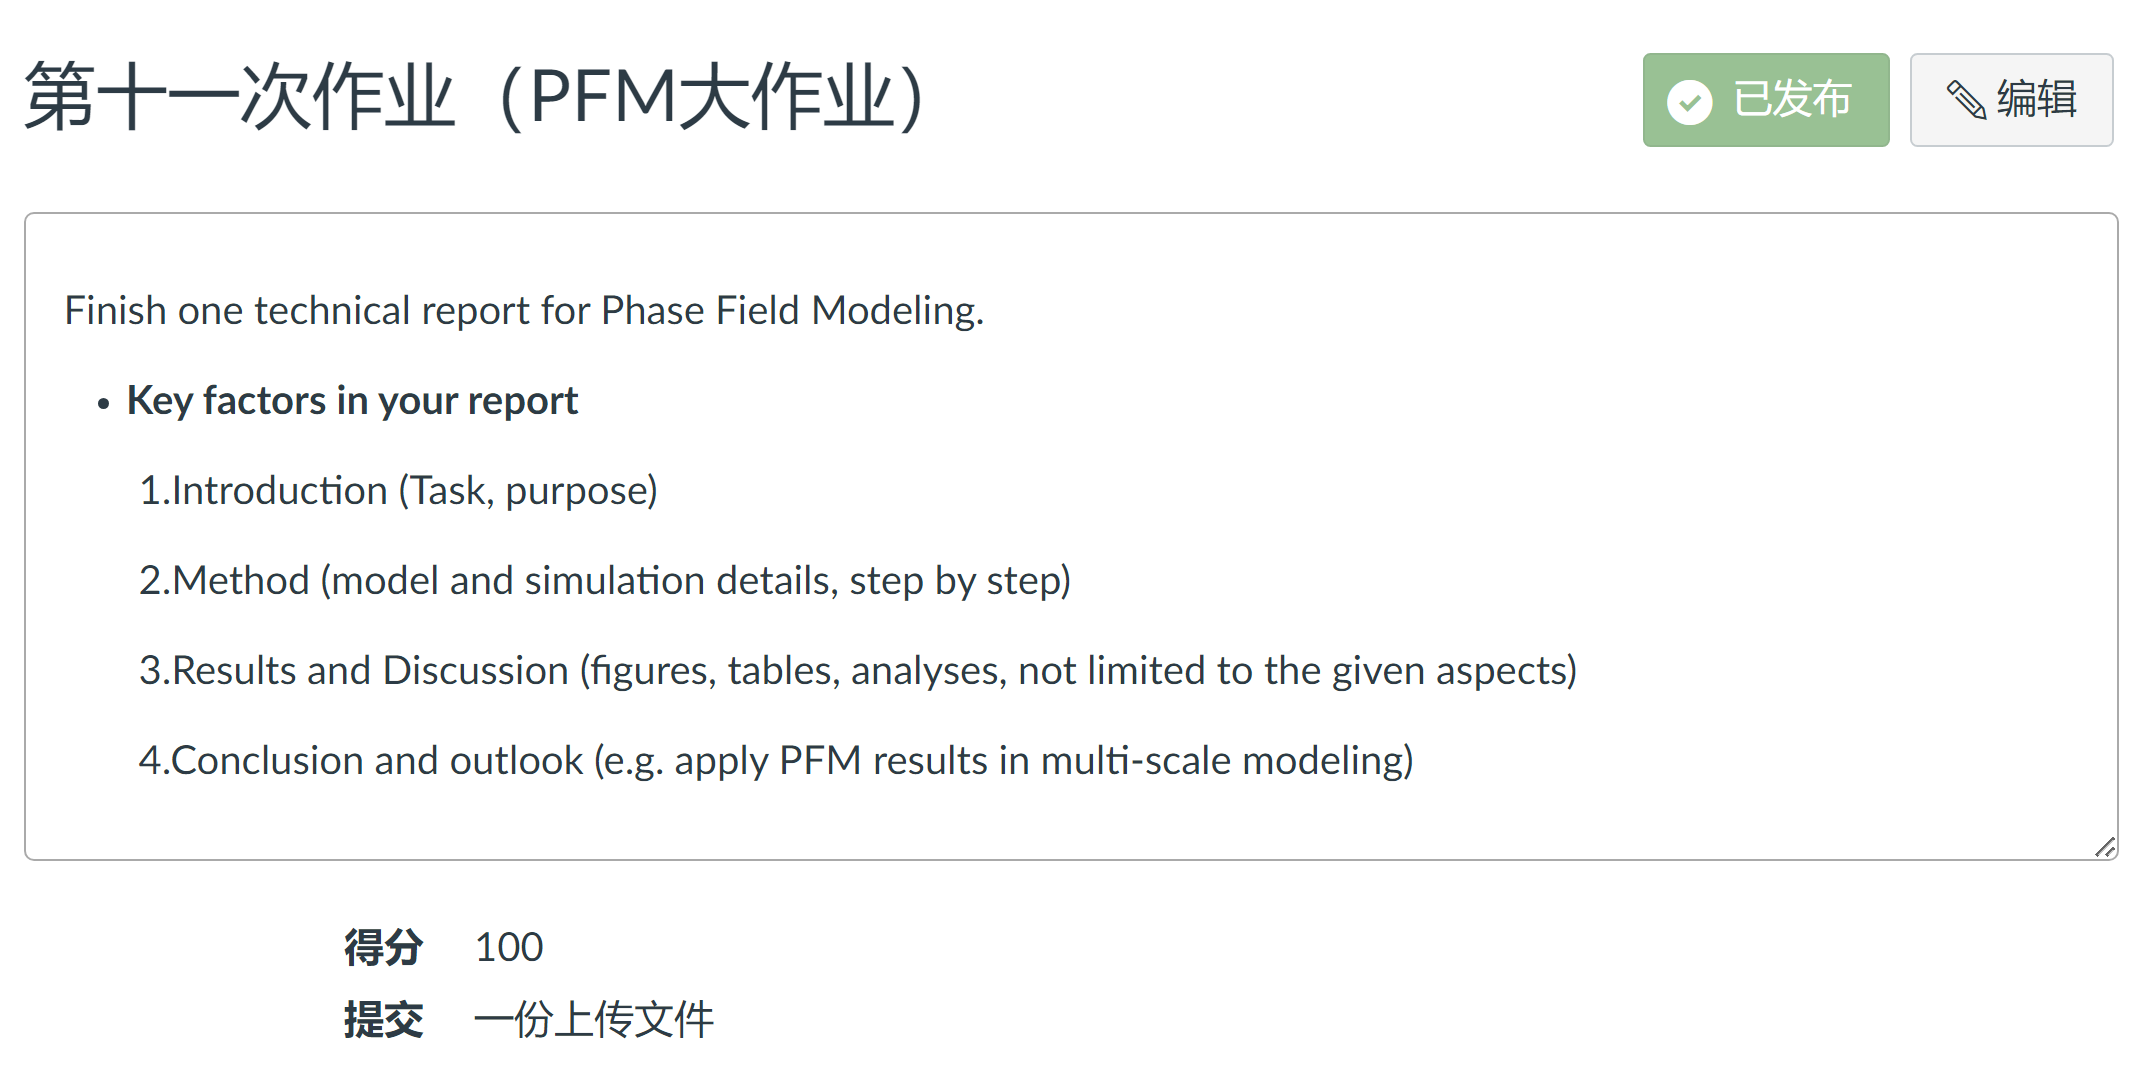 第十一次作业（PFM大作业）
已发布
编辑
Finish one technical report for Phase Field Modeling.
• Key factors in your report
1.Introduction (Task, purpose)
2.Method (model and simulation details, step by step)
3.Results and Discussion (figures, tables, analyses, not limited to the given aspects)
4.Conclusion and outlook (e.g. apply PFM results in multi-scale modeling)
得分 100
提交 一份上传文件